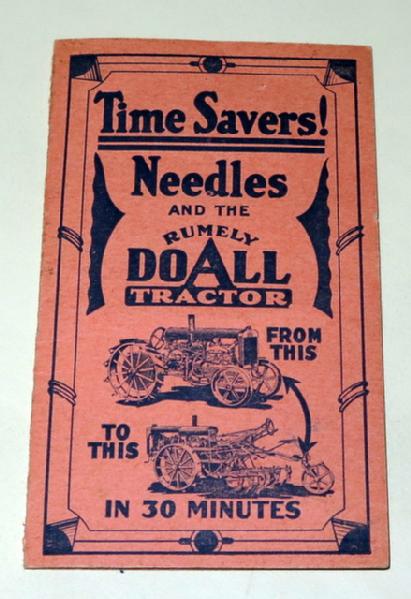 Time Savers!
Needles
AND THE
RUMELY
DOALL
TRACTOR
FROM
THIS
TO
THIS
IN 30 MINUTES